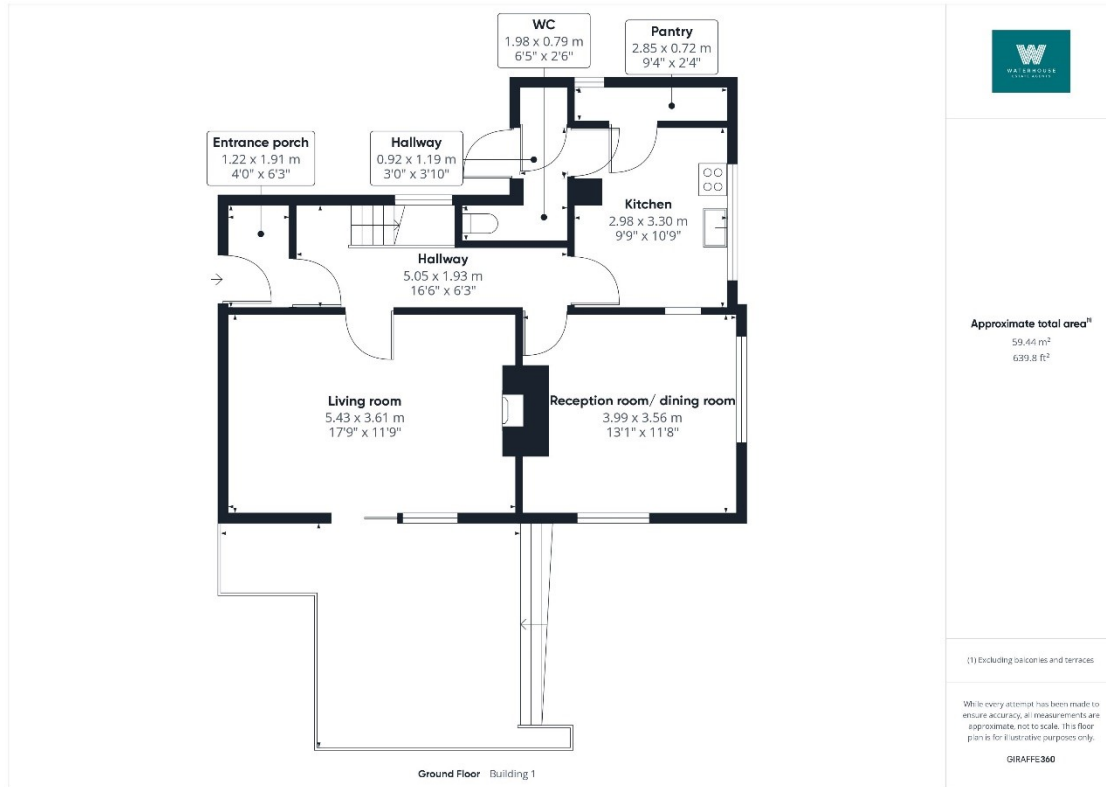 WC
1.98 x 0.79 m
6'5" x 2'6"
Pantry
2.85 x 0.72 m
9'4" x 2'4"
Entrance porch
1.22 x 1.91 m
4'0" x 6'3"
Hallway
0.92 x 1.19 m
3'0" x 3'10"
Kitchen
2.98 x 3.30 m
9'9" x 10'9"
Hallway
5.05 x 1.93 m
16'6" x 6'3"
Living room
5.43 x 3.61 m
17'9" x 11'9"
Reception room/ dining room
3.99 x 3.56 m
13'1" x 11'8"
Ground Floor Building 1
W
WATERHOUSE
ESTATE AGENTS
Approximate total area⁽¹⁾
59.44 m²
639.8 ft²
(1) Excluding balconies and terraces
While every attempt has been made to
ensure accuracy, all measurements are
approximate, not to scale. This floor
plan is for illustrative purposes only.
GIRAFFE360